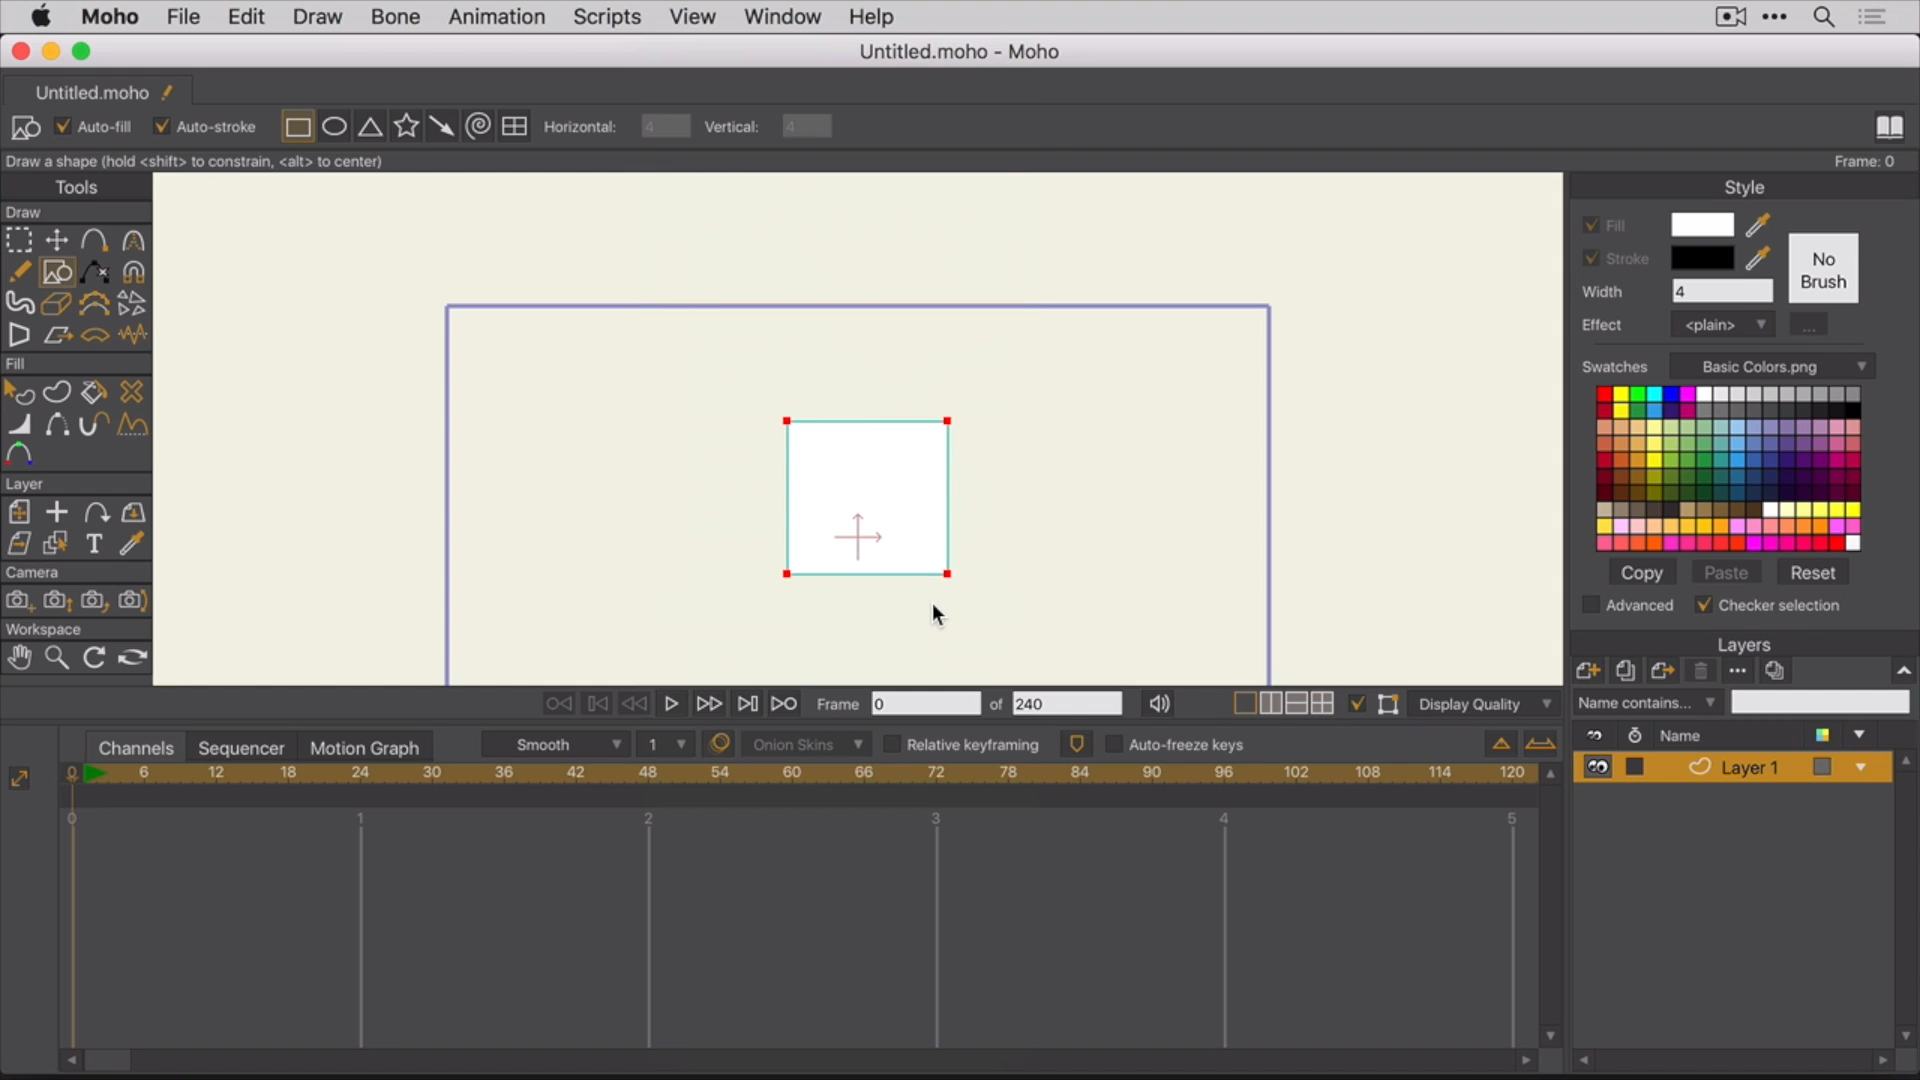 Moho File Edit Draw Bone Animation Scripts View Window Help
Untitled.moho - Moho
Untitled.moho
Auto-fill Auto-stroke Horizontal: 4 Vertical: 4
Draw a shape (hold <shift> to constrain, <alt> to center) Frame: 0
Tools
Draw
Fill
Layer
T
Camera
Workspace
Style
Fill
Stroke
No
Brush
Width 4
Effect <plain> ...
Swatches Basic Colors.png
Copy Paste Reset
Advanced Checker selection
Layers
Name contains...
Name
Layer 1
Frame 0 of 240 Display Quality
Channels Sequencer Motion Graph Smooth 1 Onion Skins Relative keyframing Auto-freeze keys
0 6 12 18 24 30 36 42 48 54 60 66 72 78 84 90 96 102 108 114 120
0 1 2 3 4 5